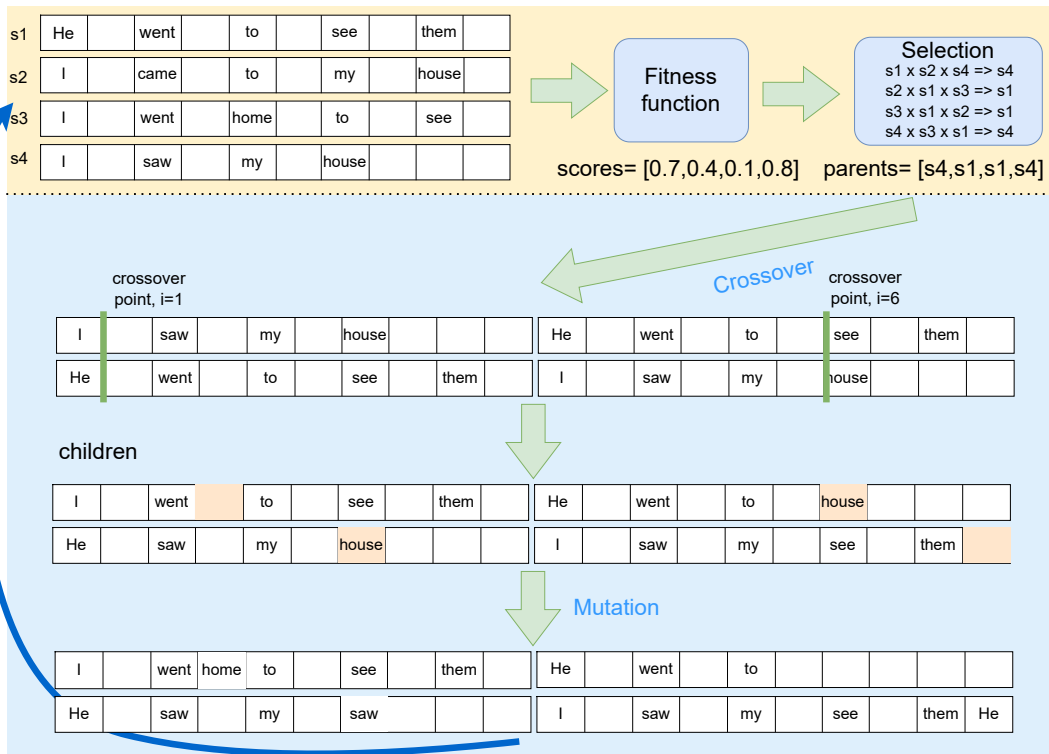 s1 He went to see them
s2 I came to my house
s3 I went home to see
s4 I saw my house
Fitness
function
Selection
s1 x s2 x s4 => s4
s2 x s1 x s3 => s1
s3 x s1 x s2 => s1
s4 x s3 x s1 => s4
scores= [0.7,0.4,0.1,0.8]
parents= [s4,s1,s1,s4]
Crossover
crossover
point, i=1
crossover
point, i=6
I saw my house
He went to see them
He went to see them
I saw my house
children
I went to see them
He went to house
He saw my house
I saw my see them
Mutation
I went home to see them
He went to
He saw my saw
I saw my see them He